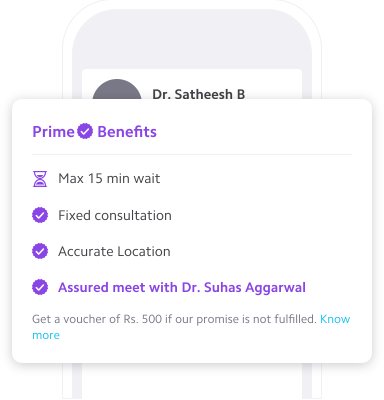 Dr. Satheesh B
Prime Benefits
Max 15 min wait
Fixed consultation
Accurate Location
Assured meet with Dr. Suhas Aggarwal
Get a voucher of Rs. 500 if our promise is not fulfilled. Know
more